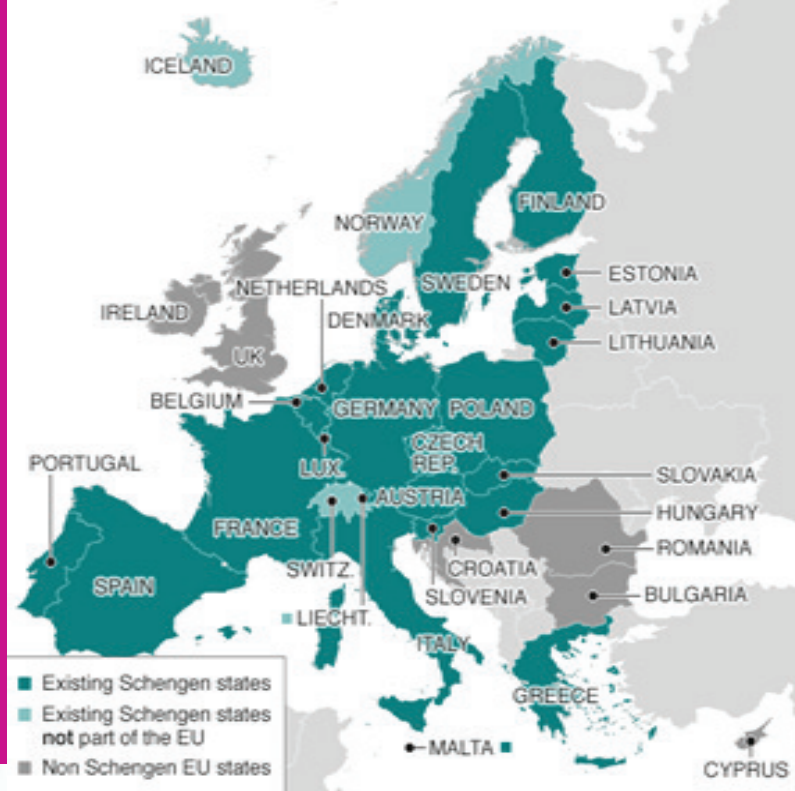 ICELAND
NORWAY
FINLAND
SWEDEN
ESTONIA
LATVIA
LITHUANIA
NETHERLANDS
IRELAND
DENMARK
UK
BELGIUM
GERMANY
POLAND
CZECH
REP.
PORTUGAL
LUX.
SLOVAKIA
AUSTRIA
HUNGARY
FRANCE
ROMANIA
SWITZ.
CROATIA
SPAIN
SLOVENIA
BULGARIA
LIECHT.
ITALY
GREECE
MALTA
CYPRUS
Existing Schengen states
Existing Schengen states
not part of the EU
Non Schengen EU states